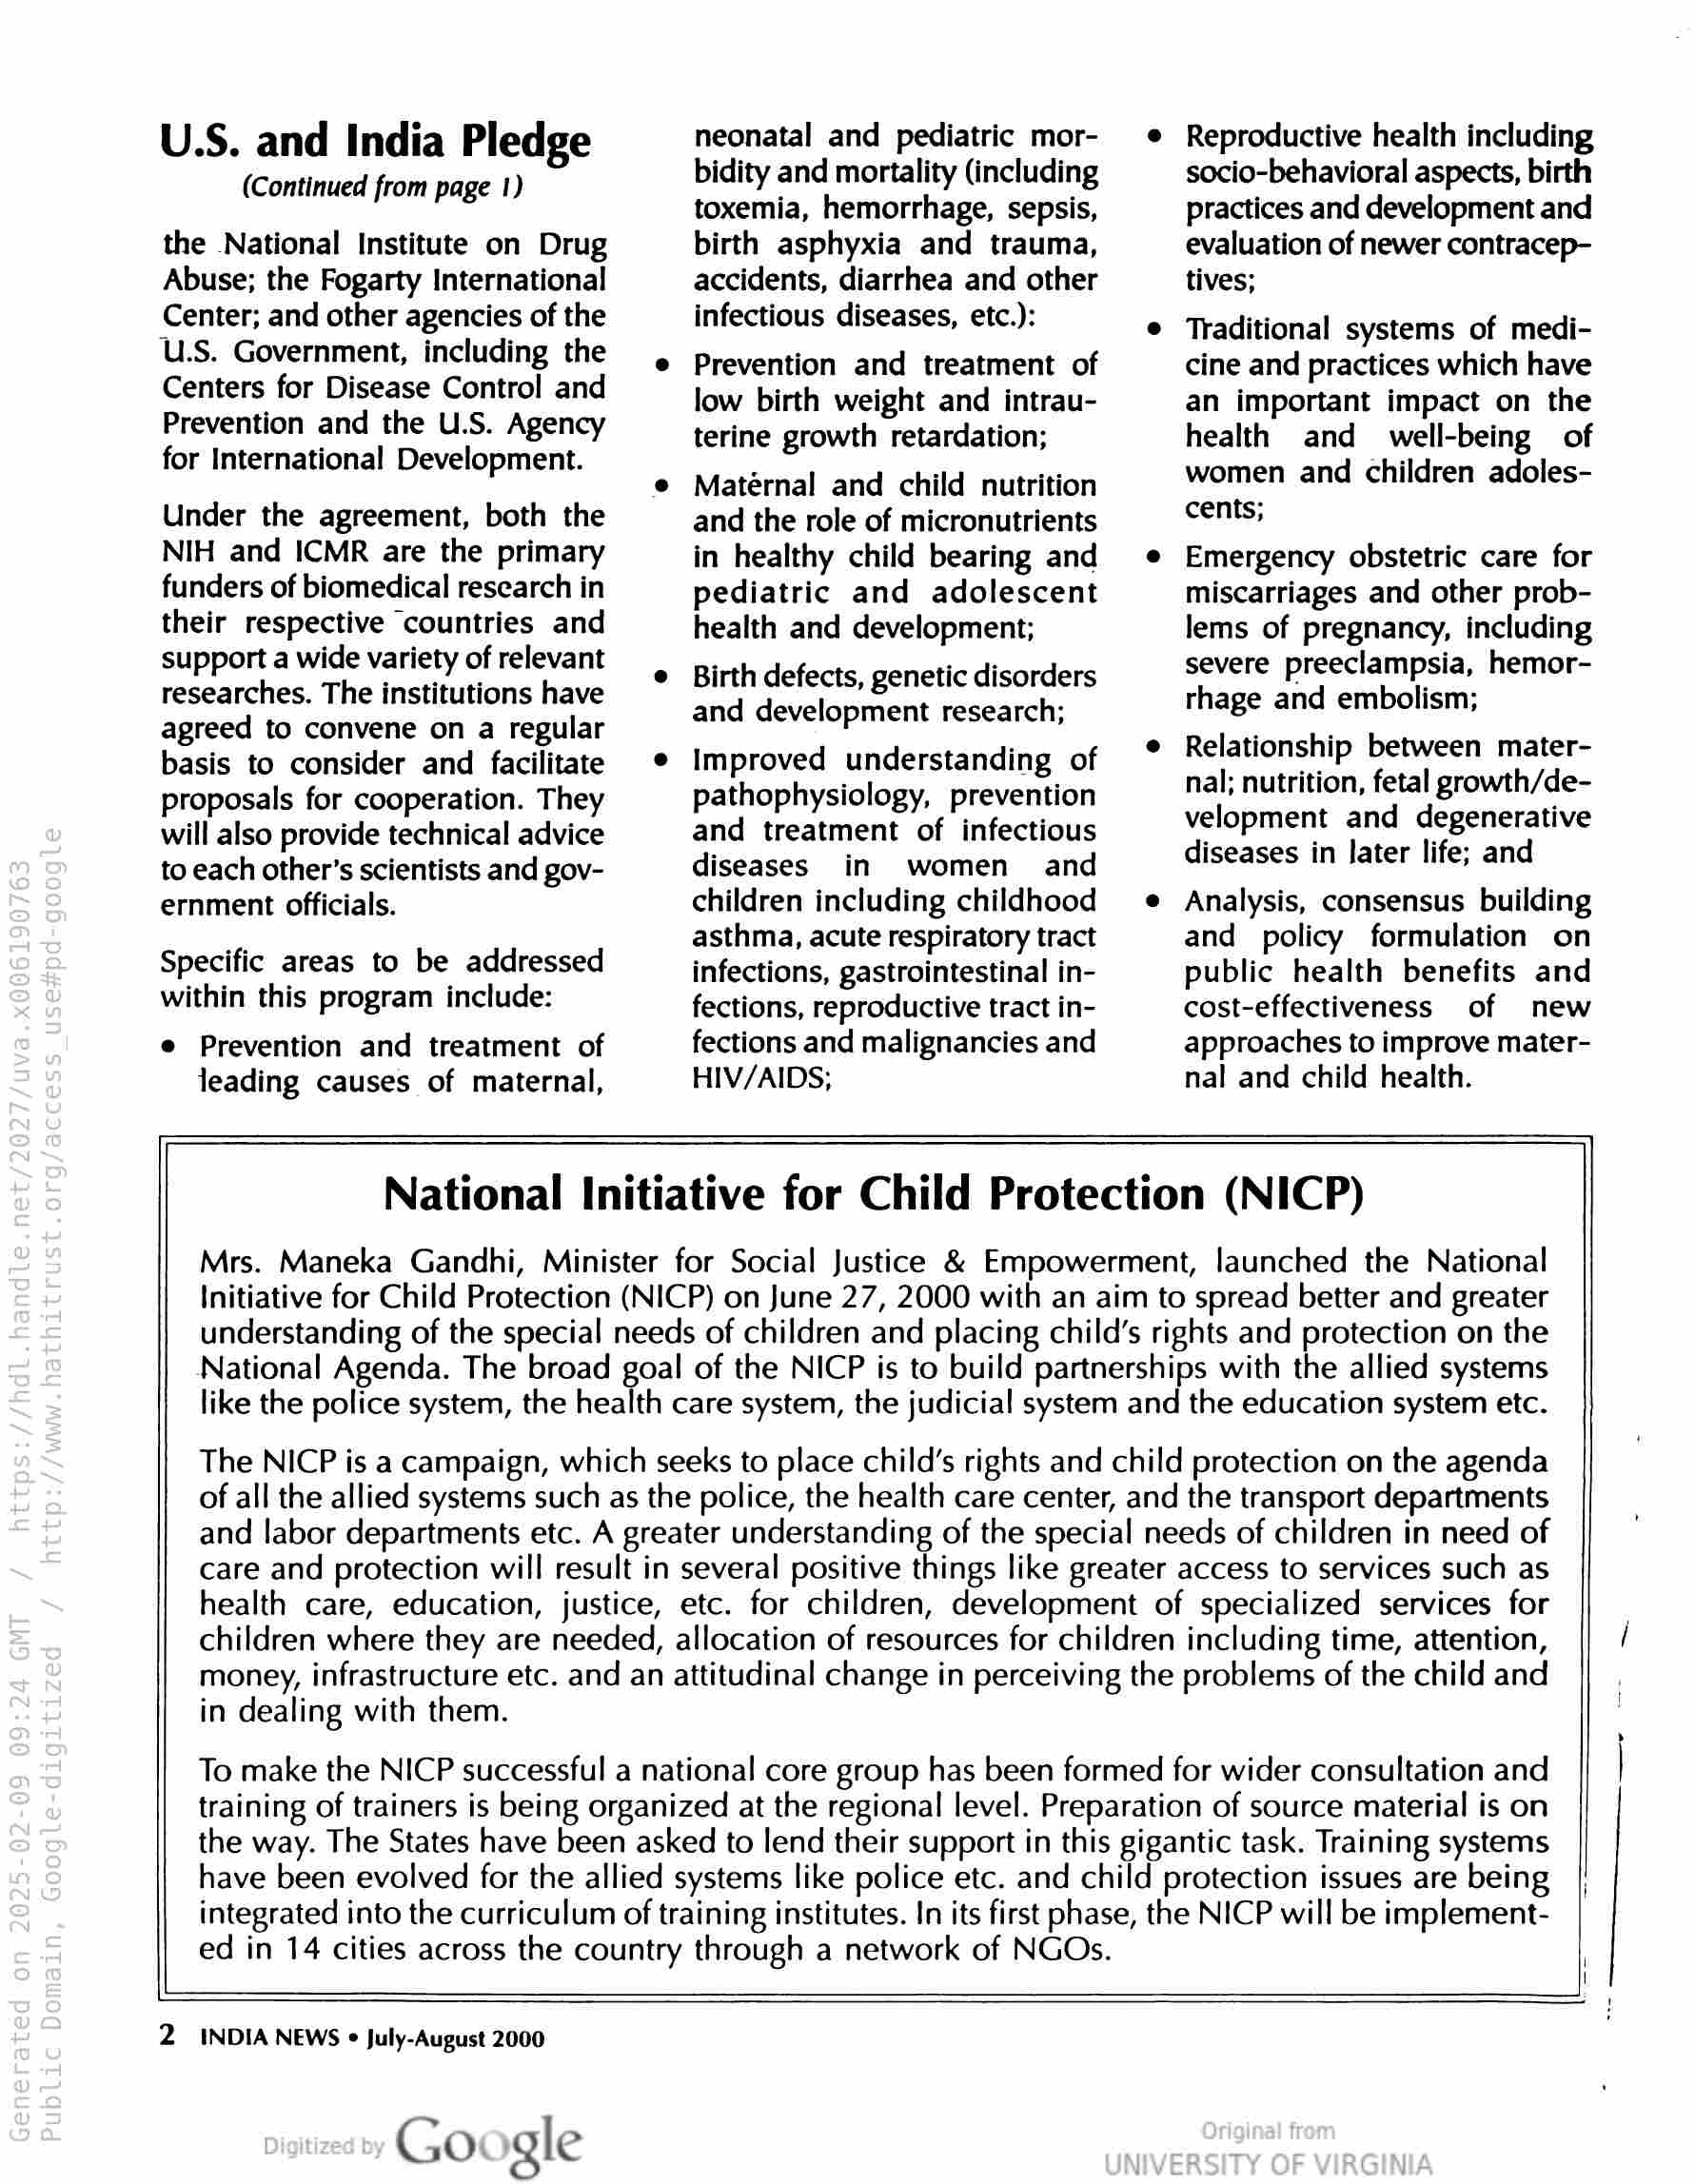 U.S. and India Pledge
(Continued from page 1)
the National Institute on Drug
Abuse; the Fogarty International
Center; and other agencies of the
U.S. Government, including the
Centers for Disease Control and
Prevention and the U.S. Agency
for International Development.
Under the agreement, both the
NIH and ICMR are the primary
funders of biomedical research in
their respective countries and
support a wide variety of relevant
researches. The institutions have
agreed to convene on a regular
basis to consider and facilitate
proposals for cooperation. They
will also provide technical advice
to each other's scientists and gov-
ernment officials.
Specific areas to be addressed
within this program include:
• Prevention and treatment of
leading causes of maternal,
neonatal and pediatric mor-
bidity and mortality (including
toxemia, hemorrhage, sepsis,
birth asphyxia and trauma,
accidents, diarrhea and other
infectious diseases, etc.):
• Prevention and treatment of
low birth weight and intrau-
terine growth retardation;
• Maternal and child nutrition
and the role of micronutrients
in healthy child bearing and
pediatric and adolescent
health and development;
• Birth defects, genetic disorders
and development research;
• Improved understanding of
pathophysiology, prevention
and treatment of infectious
diseases in women and
children including childhood
asthma, acute respiratory tract
infections, gastrointestinal in-
fections, reproductive tract in-
fections and malignancies and
HIV/AIDS;
• Reproductive health including
socio-behavioral aspects, birth
practices and development and
evaluation of newer contracep-
tives;
• Traditional systems of medi-
cine and practices which have
an important impact on the
health and well-being of
women and children adoles-
cents;
• Emergency obstetric care for
miscarriages and other prob-
lems of pregnancy, including
severe preeclampsia, hemor-
rhage and embolism;
• Relationship between mater-
nal; nutrition, fetal growth/de-
velopment and degenerative
diseases in later life; and
• Analysis, consensus building
and policy formulation on
public health benefits and
cost-effectiveness of new
approaches to improve mater-
nal and child health.
National Initiative for Child Protection (NICP)
Mrs. Maneka Gandhi, Minister for Social Justice & Empowerment, launched the National
Initiative for Child Protection (NICP) on June 27, 2000 with an aim to spread better and greater
understanding of the special needs of children and placing child's rights and protection on the
National Agenda. The broad goal of the NICP is to build partnerships with the allied systems
like the police system, the health care system, the judicial system and the education system etc.
The NICP is a campaign, which seeks to place child's rights and child protection on the agenda
of all the allied systems such as the police, the health care center, and the transport departments
and labor departments etc. A greater understanding of the special needs of children in need of
care and protection will result in several positive things like greater access to services such as
health care, education, justice, etc. for children, development of specialized services for
children where they are needed, allocation of resources for children including time, attention,
money, infrastructure etc. and an attitudinal change in perceiving the problems of the child and
in dealing with them.
To make the NICP successful a national core group has been formed for wider consultation and
training of trainers is being organized at the regional level. Preparation of source material is on
the way. The States have been asked to lend their support in this gigantic task. Training systems
have been evolved for the allied systems like police etc. and child protection issues are being
integrated into the curriculum of training institutes. In its first phase, the NICP will be implement-
ed in 14 cities across the country through a network of NGOs.
2 INDIA NEWS • July-August 2000
Digitized by Google
Original from
UNIVERSITY OF VIRGINIA
Generated on 2025-02-09 09:24 GMT / https://hdl.handle.net/2027/uva.x006190763
Public Domain, Google-digitized / http://www.hathitrust.org/access_use#pd-google